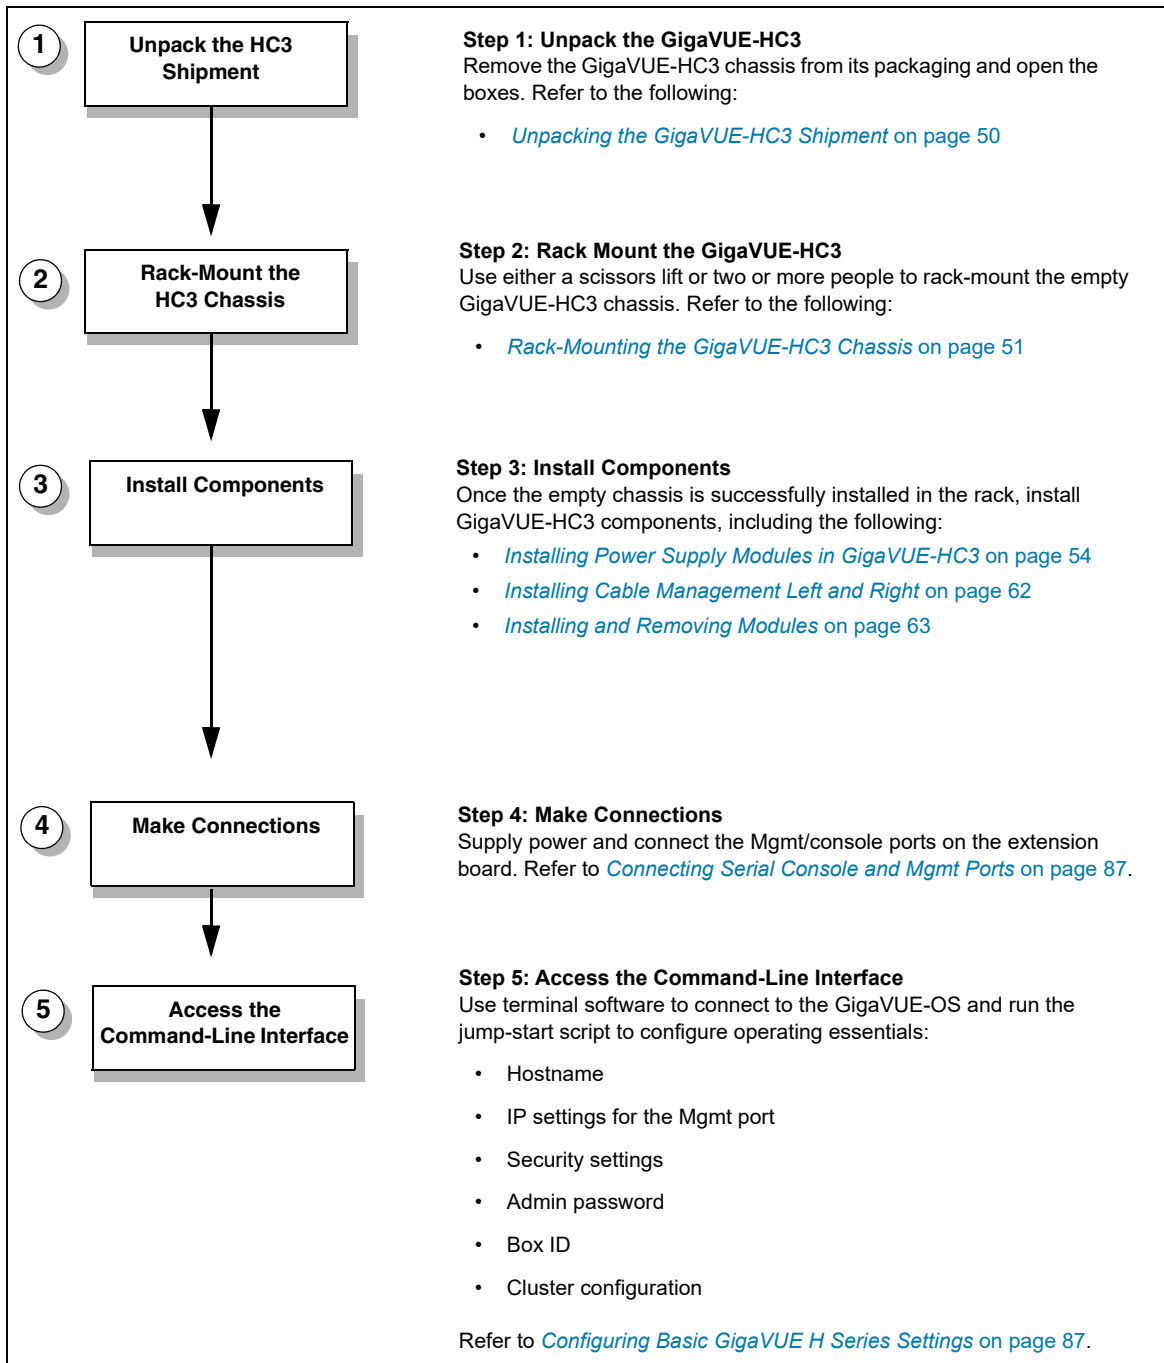 1
Unpack the HC3
Shipment
Step 1: Unpack the GigaVUE-HC3
Remove the GigaVUE-HC3 chassis from its packaging and open the
boxes. Refer to the following:
• Unpacking the GigaVUE-HC3 Shipment on page 50
2
Rack-Mount the
HC3 Chassis
Step 2: Rack Mount the GigaVUE-HC3
Use either a scissors lift or two or more people to rack-mount the empty
GigaVUE-HC3 chassis. Refer to the following:
• Rack-Mounting the GigaVUE-HC3 Chassis on page 51
3
Install Components
Step 3: Install Components
Once the empty chassis is successfully installed in the rack, install
GigaVUE-HC3 components, including the following:
• Installing Power Supply Modules in GigaVUE-HC3 on page 54
• Installing Cable Management Left and Right on page 62
• Installing and Removing Modules on page 63
4
Make Connections
Step 4: Make Connections
Supply power and connect the Mgmt/console ports on the extension
board. Refer to Connecting Serial Console and Mgmt Ports on page 87.
5
Access the
Command-Line Interface
Step 5: Access the Command-Line Interface
Use terminal software to connect to the GigaVUE-OS and run the
jump-start script to configure operating essentials:
• Hostname
• IP settings for the Mgmt port
• Security settings
• Admin password
• Box ID
• Cluster configuration
Refer to Configuring Basic GigaVUE H Series Settings on page 87.